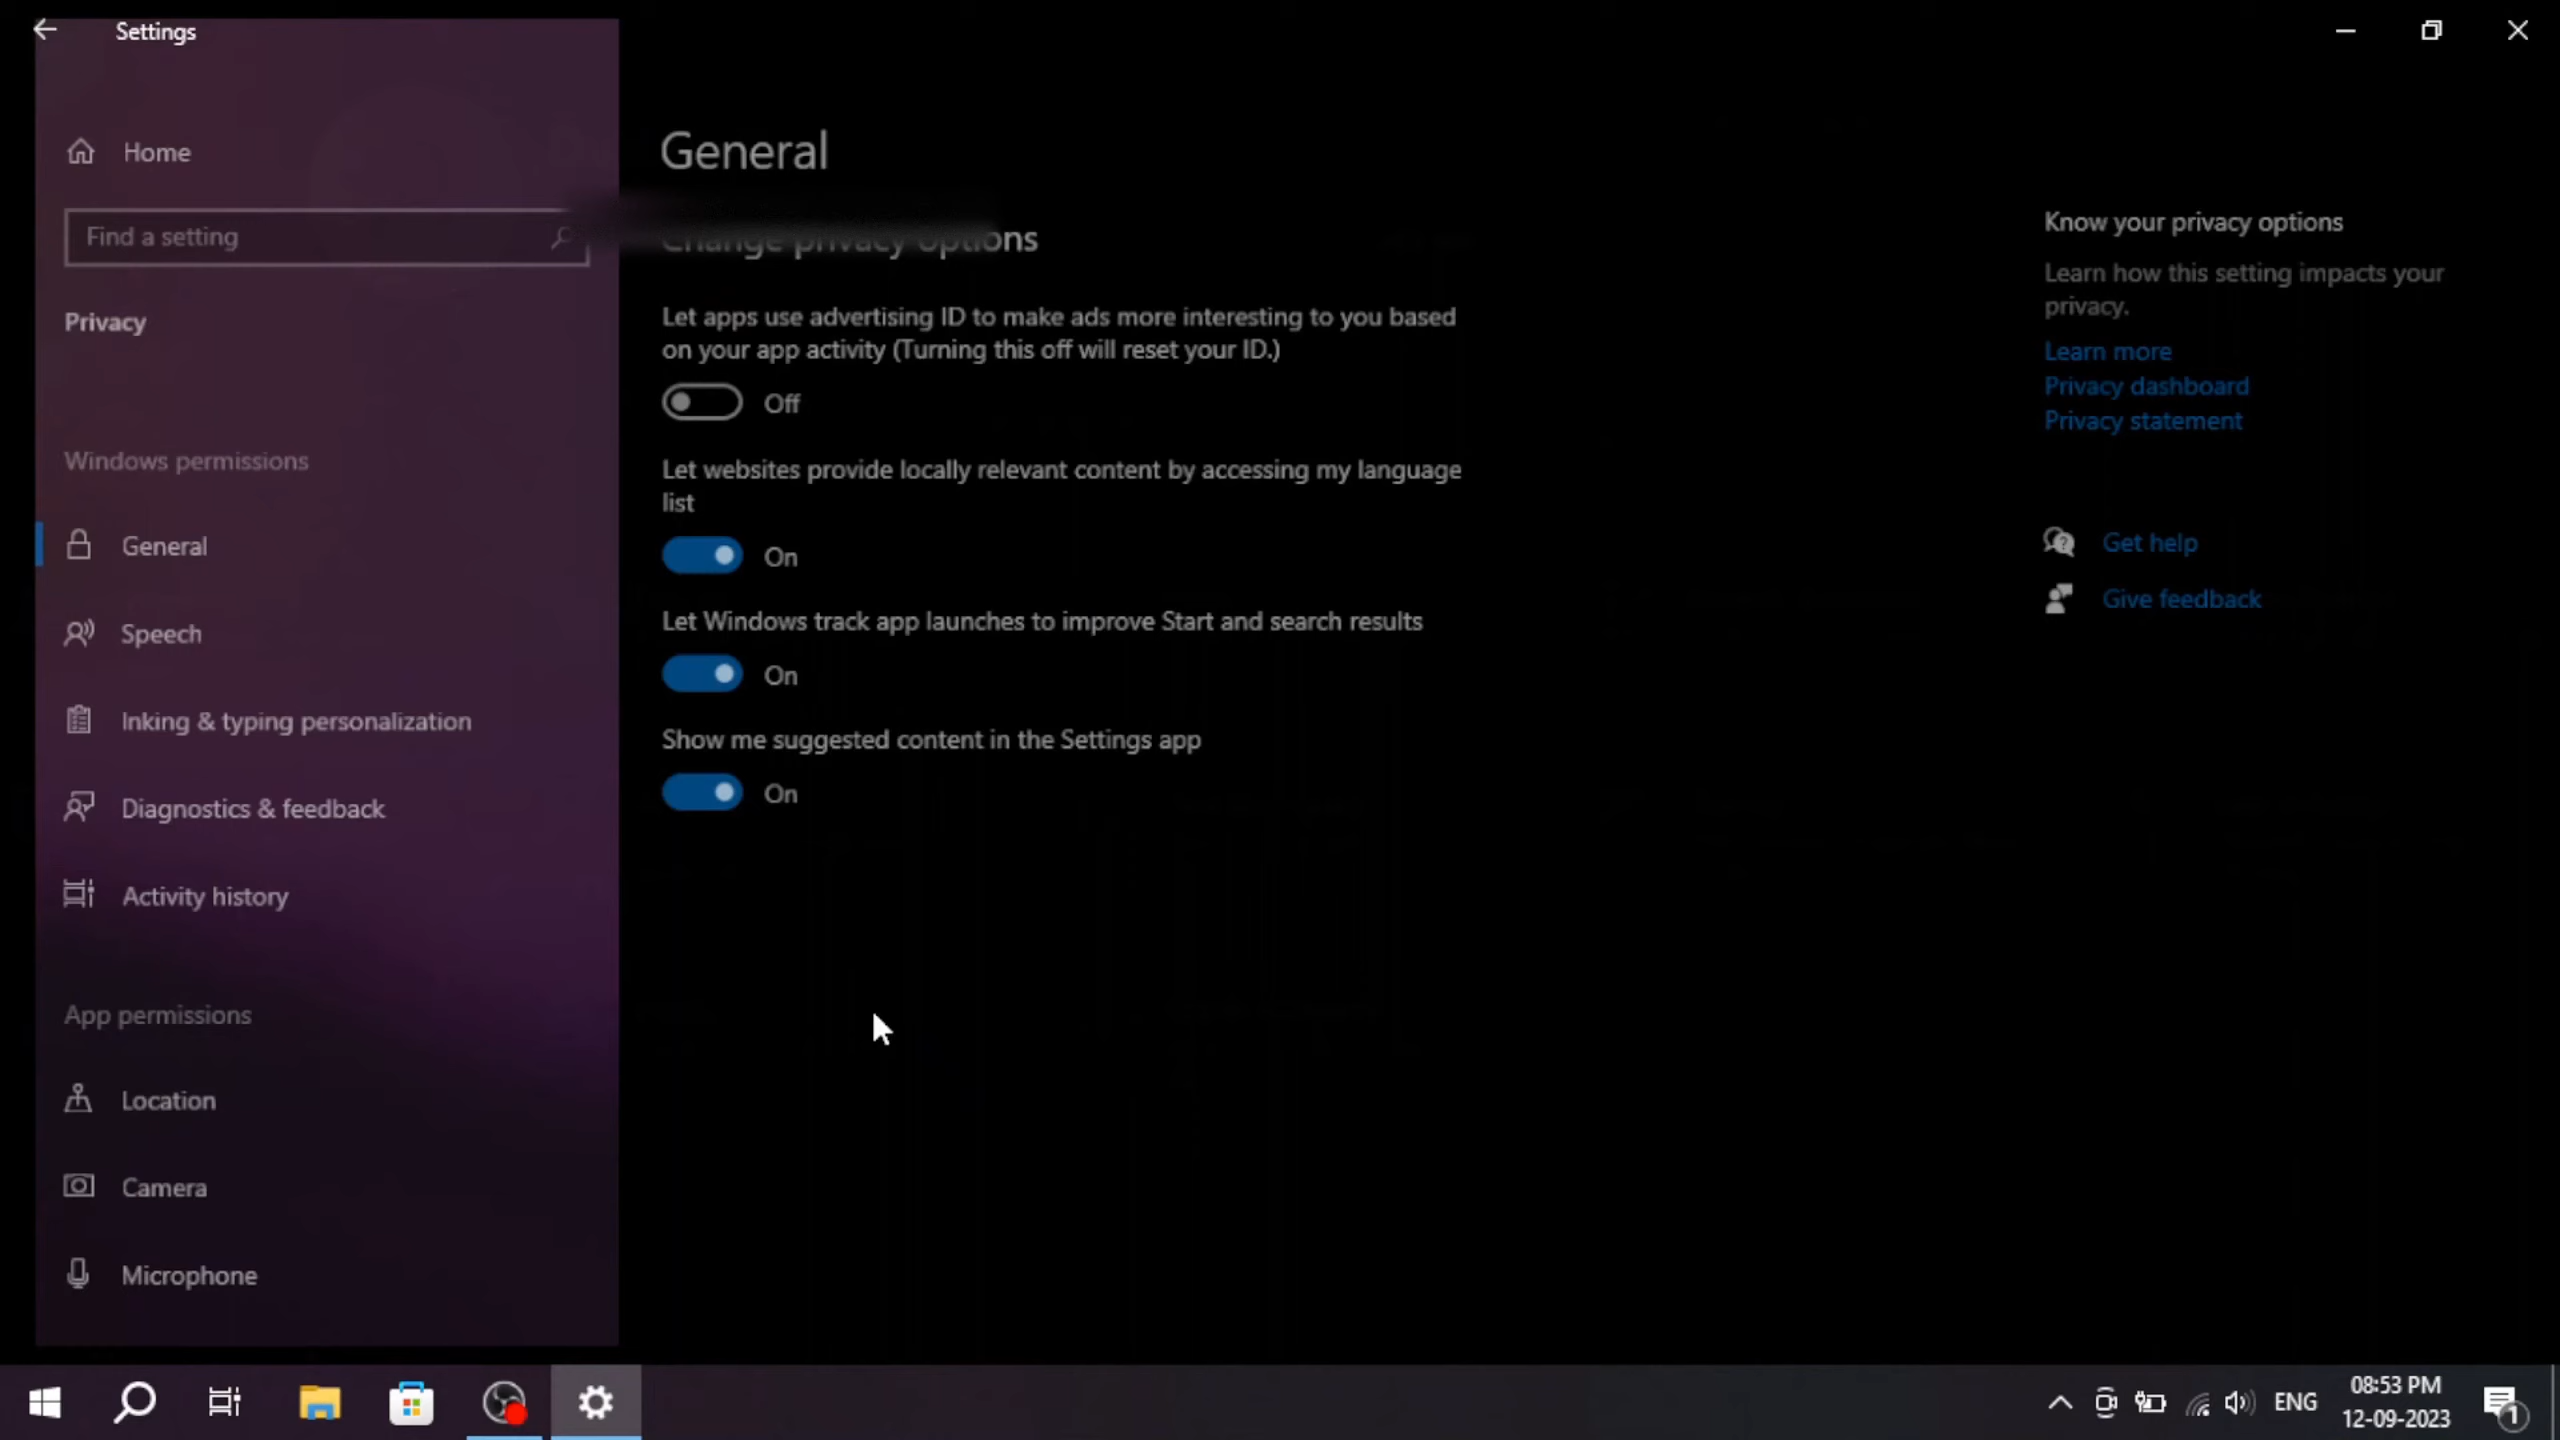 Settings
Home
Find a setting
Privacy
Windows permissions
General
Speech
Inking & typing personalization
Diagnostics & feedback
Activity history
App permissions
Location
Camera
Microphone
General
Change privacy options
Let apps use advertising ID to make ads more interesting to you based
on your app activity (Turning this off will reset your ID.)
Off
Let websites provide locally relevant content by accessing my language
list
On
Let Windows track app launches to improve Start and search results
On
Show me suggested content in the Settings app
On
Know your privacy options
Learn how this setting impacts your
privacy.
Learn more
Privacy dashboard
Privacy statement
Get help
Give feedback
ENG
08:53 PM
12-09-2023
1